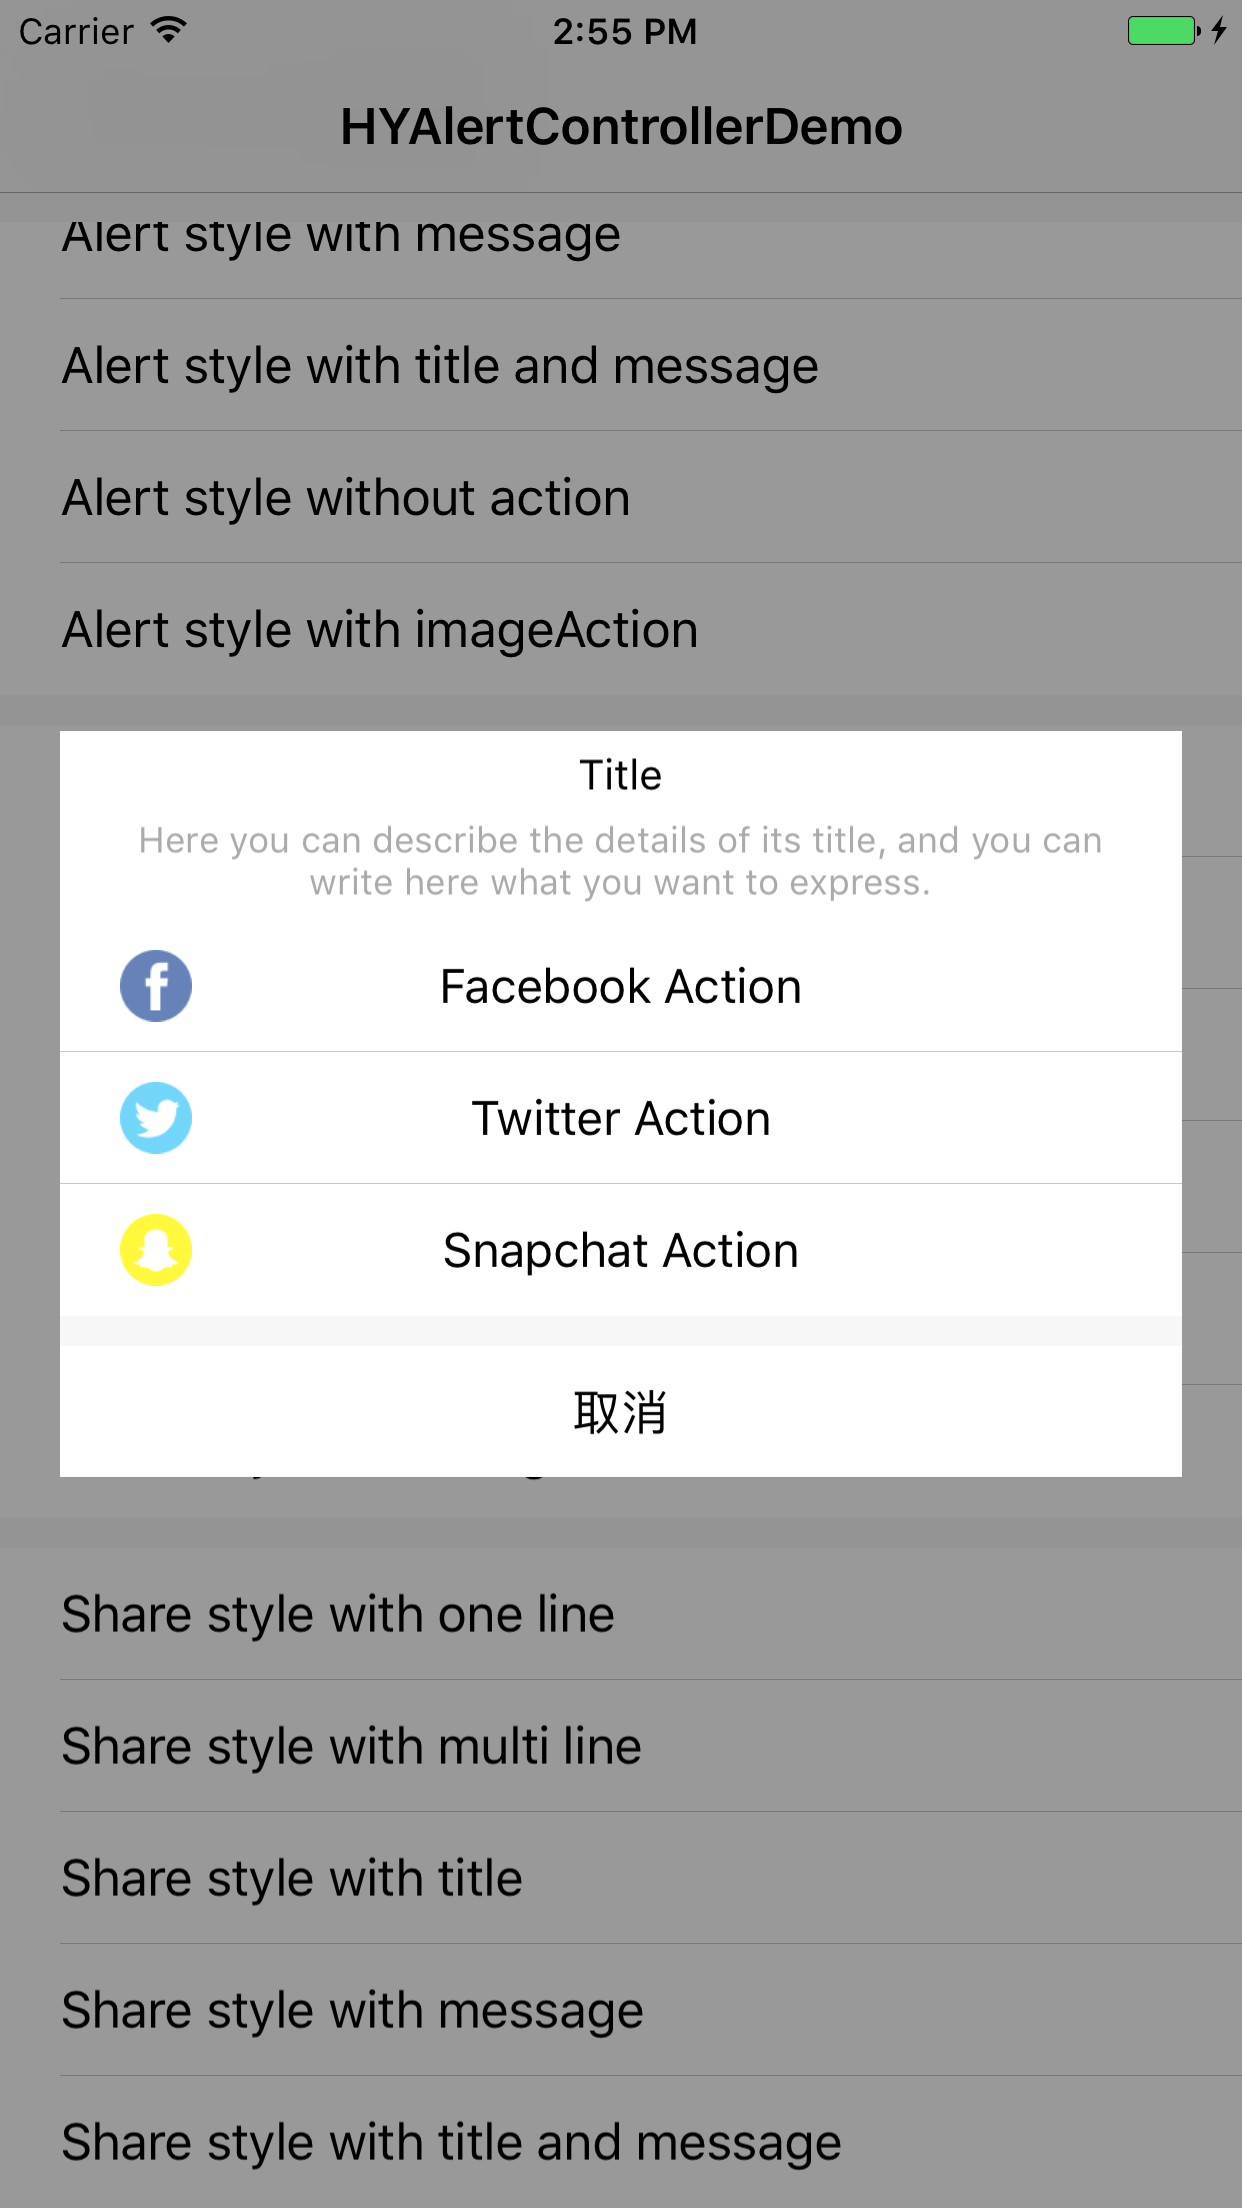 Carrier
2:55 PM
HYAlertControllerDemo
Alert style with message
Alert style with title and message
Alert style without action
Alert style with imageAction
Title
Here you can describe the details of its title, and you can
write here what you want to express.
Facebook Action
Twitter Action
Snapchat Action
取消
Share style with one line
Share style with multi line
Share style with title
Share style with message
Share style with title and message